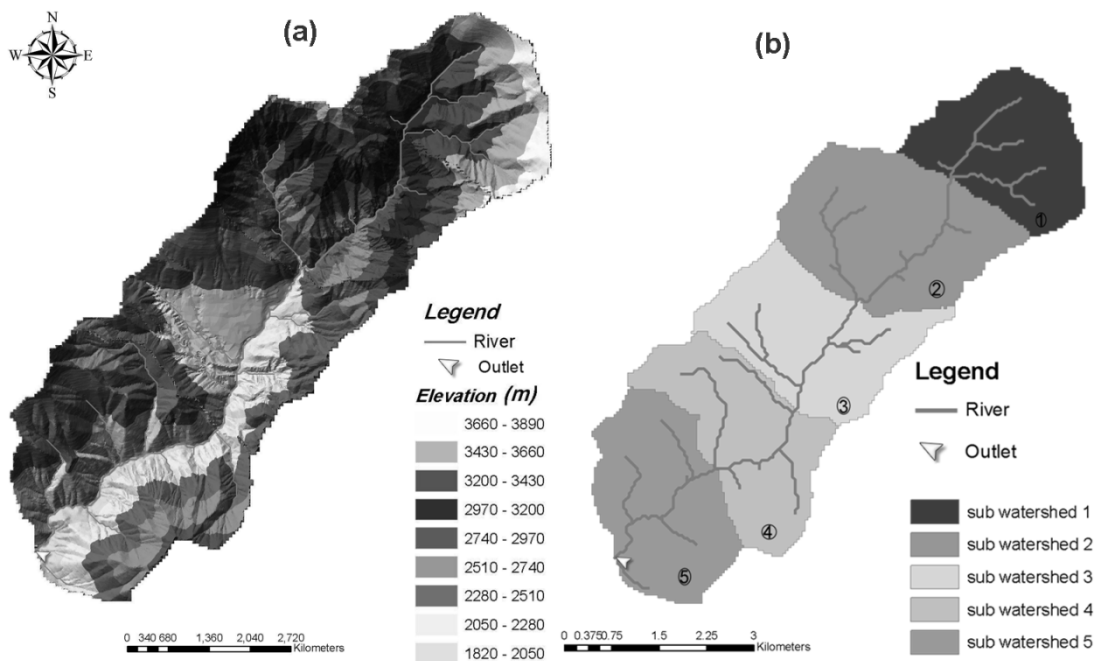 (a)
N
W E
S
Legend
River
Outlet
Elevation (m)
3660 - 3890
3430 - 3660
3200 - 3430
2970 - 3200
2740 - 2970
2510 - 2740
2280 - 2510
2050 - 2280
1820 - 2050
0 340 680 1,360 2,040 2,720
Kilometers
(b)
①
②
③
④
⑤
Legend
River
Outlet
sub watershed 1
sub watershed 2
sub watershed 3
sub watershed 4
sub watershed 5
0 0.375 0.75 1.5 2.25 3
Kilometers